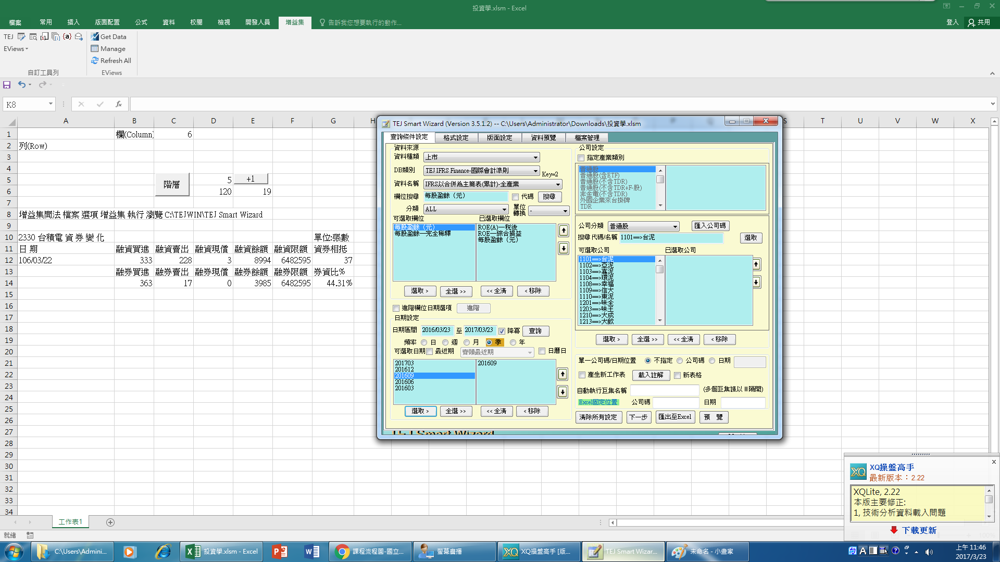 投資學.xlsm - Excel
檔案 常用 插入 版面配置 公式 資料 校閱 檢視 開發人員 增益集 告訴我您想要執行的動作... 登入 共用
TEJ {a} Get Data
EViews Manage
Refresh All
自訂工具列 EViews
K8 fx
A B C D E F G H S T U V W X
1 欄(Column) 6
2 列(Row)
3
4
5 階層 5 +1
6 120 19
7
8 增益集開法 檔案 選項 增益集 執行 瀏覽 C:\TEJWIN\TEJ Smart Wizard
9
10 2330 台積電 資 券 變 化 單位:張數
11 日 期 融資買進 融資賣出 融資現償 融資餘額 融資限額 資券相抵
12 106/03/22 333 228 3 8994 6482595 37
13 融券買進 融券賣出 融券現償 融券餘額 融券限額 券資比%
14 363 17 0 3985 6482595 44.31%
15
16
17
18
19
20
21
22
23
24
25
26
27
28
29
30
31
32
33
34
TEJ Smart Wizard (Version 3.5.1.2) -- C:\Users\Administrator\Downloads\投資學.xlsm
查詢條件設定 格式設定 版面設定 資料預覽 檔案管理
資料來源
資料種類 上市
DB類別 TEJ IFRS Finance-國際會計準則 Key=2
資料名稱 IFRS以合併為主簡表(累計)-全產業
欄位搜尋 每股盈餘（元） 代碼 搜尋
分類 ALL 單位轉換 -
可選取欄位 已選取欄位
每股盈餘（元） ROE(A)─稅後
每股盈餘─完全稀釋 ROE─綜合損益
每股盈餘（元）
選取 > 全選 >> << 全清 < 移除
進階欄位日期選項 進階
日期設定
日期區間 2016/03/23 至 2017/03/23 降冪 查詢
頻率 日 週 月 季 年
可選取日期 最近期 齊頭最近期 日曆日
201703 201609
201612
201609
201606
201603
選取 > 全選 >> << 全清 < 移除
公司設定
指定產業類別
普通股
普通股(含ETF)
普通股(不含TDR)
普通股(不含TDR+F-股)
非金電(不含TDR)
外國企業來台掛牌
TDR
公司分類 普通股 匯入公司碼
搜尋 代碼/名稱 1101==>台泥 選取
可選取公司 已選取公司
1101==>台泥
1102==>亞泥
1103==>嘉泥
1104==>環泥
1108==>幸福
1109==>信大
1110==>東泥
1201==>味全
1203==>味王
1210==>大成
1213==>大飲
選取 > 全選 >> << 全清 < 移除
單一公司碼/日期位置 不指定 公司碼 日期
產生新工作表 載入註解 新表格
自動執行巨集名稱 (多個巨集請以 ||| 隔開)
Excel固定位置 公司碼 日期
清除所有設定 下一步 匯出至Excel 預 覽
TEJ Smart Wizard
XQ操盤高手
最新版本：2.22
XQLite, 2.22
本版主要修正:
1, 技術分析資料載入問題
下載更新
工作表1
就緒 100%
C:\Users\Admini... 投資學.xlsm - Excel 課程流程圖-國立... 螢幕廣播 XQ操盤高手 [版... TEJ Smart Wizar... 未命名 - 小畫家 上午 11:46
2017/3/23